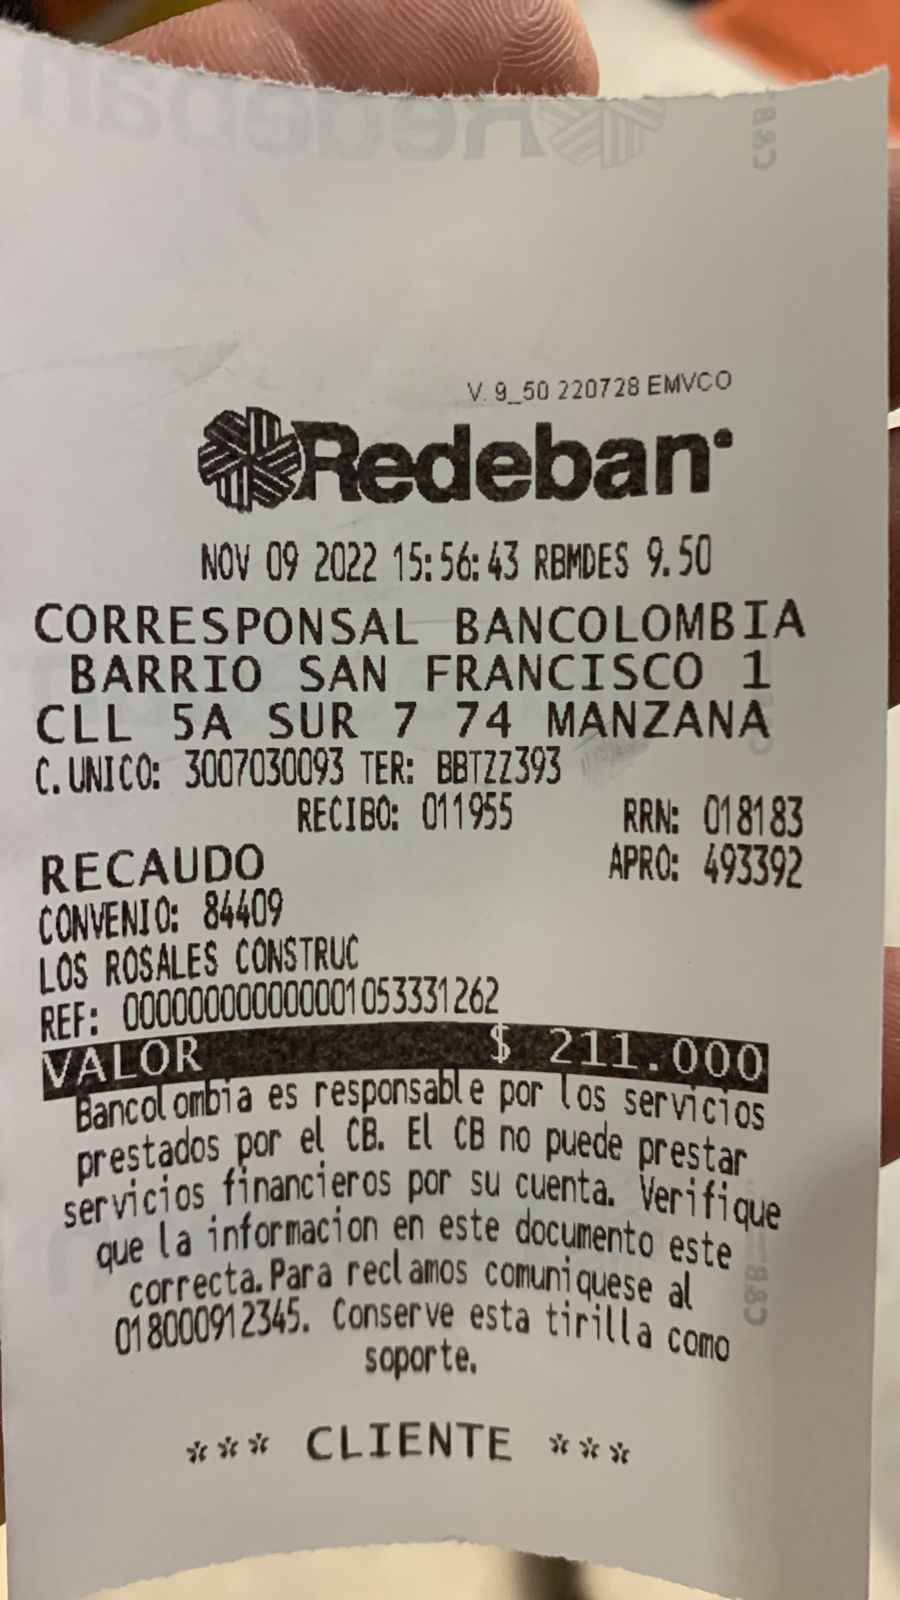 V. 9_50 220728 EMVCO
Redeban
NOV 09 2022 15:56:43 RBMDES 9.50
CORRESPONSAL BANCOLOMBIA
BARRIO SAN FRANCISCO 1
CLL 5A SUR 7 74 MANZANA
C.UNICO: 3007030093 TER: BBTZZ393
RECIBO: 011955 RRN: 018183
RECAUDO APRO: 493392
CONVENIO: 84409
LOS ROSALES CONSTRUC
REF: 00000000000001053331262
VALOR $ 211.000
Bancolombia es responsable por los servicios
prestados por el CB. El CB no puede prestar
servicios financieros por su cuenta. Verifique
que la informacion en este documento este
correcta.Para reclamos comuniquese al
018000912345. Conserve esta tirilla como
soporte.
*** CLIENTE ***